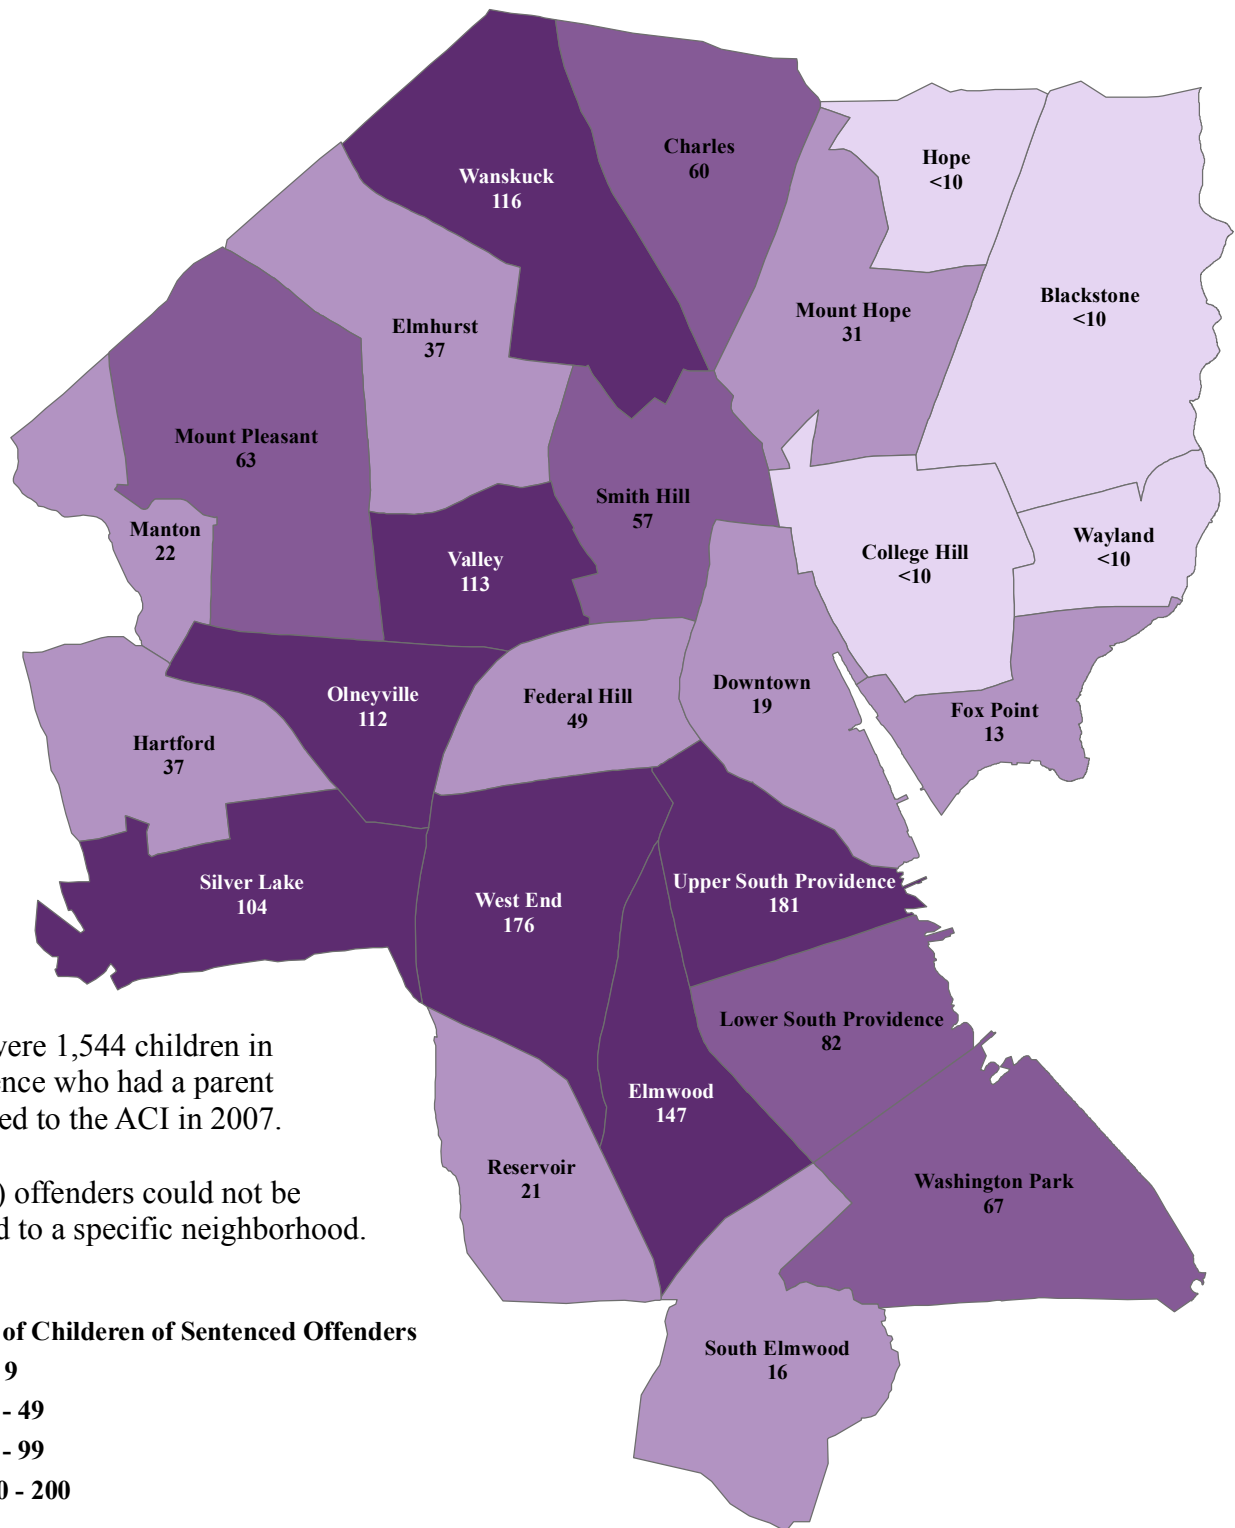 Charles
60
Hope
<10
Wanskuck
116
Blackstone
<10
Mount Hope
31
Elmhurst
37
Mount Pleasant
63
Smith Hill
57
Manton
22
Wayland
<10
College Hill
<10
Valley
113
Olneyville
112
Federal Hill
49
Downtown
19
Fox Point
13
Hartford
37
Silver Lake
104
West End
176
Upper South Providence
181
Lower South Providence
82
Elmwood
147
Reservoir
21
Washington Park
67
South Elmwood
16
were 1,544 children in
ence who had a parent
ed to the ACI in 2007.
) offenders could not be
d to a specific neighborhood.
of Childeren of Sentenced Offenders
9
- 49
- 99
0 - 200